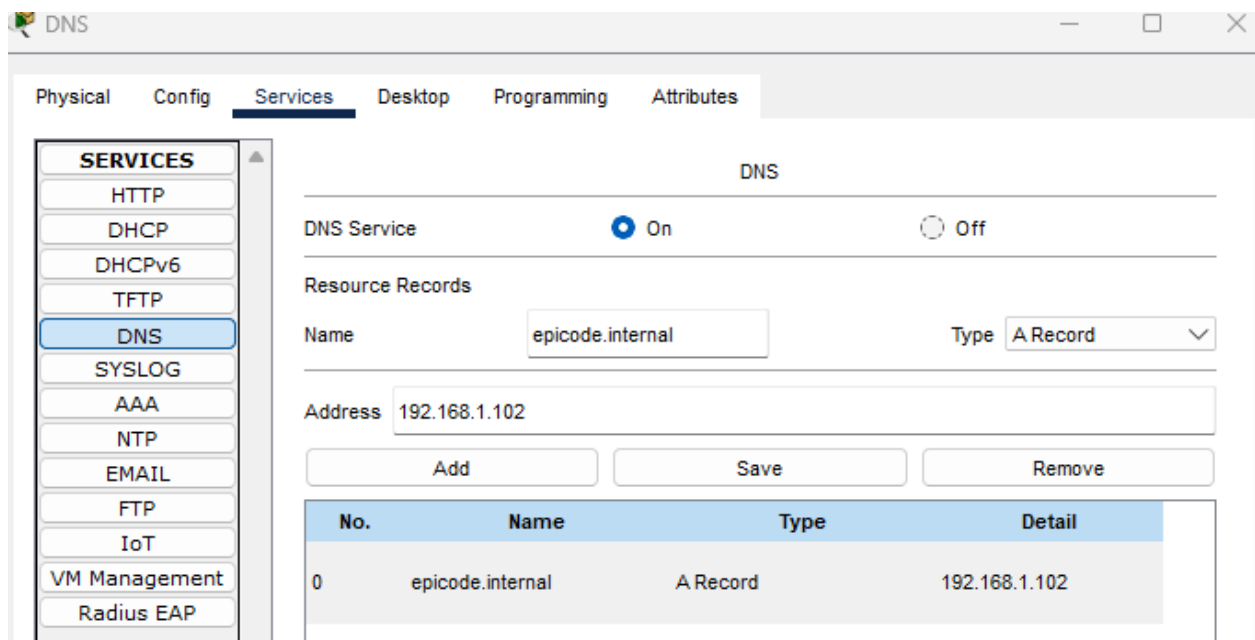 DNS
Physical Config Services Desktop Programming Attributes
SERVICES
HTTP
DHCP
DHCPv6
TFTP
DNS
SYSLOG
AAA
NTP
EMAIL
FTP
IoT
VM Management
Radius EAP
DNS
DNS Service On Off
Resource Records
Name epicode.internal Type A Record
Address 192.168.1.102
Add Save Remove
No. Name Type Detail
0 epicode.internal A Record 192.168.1.102